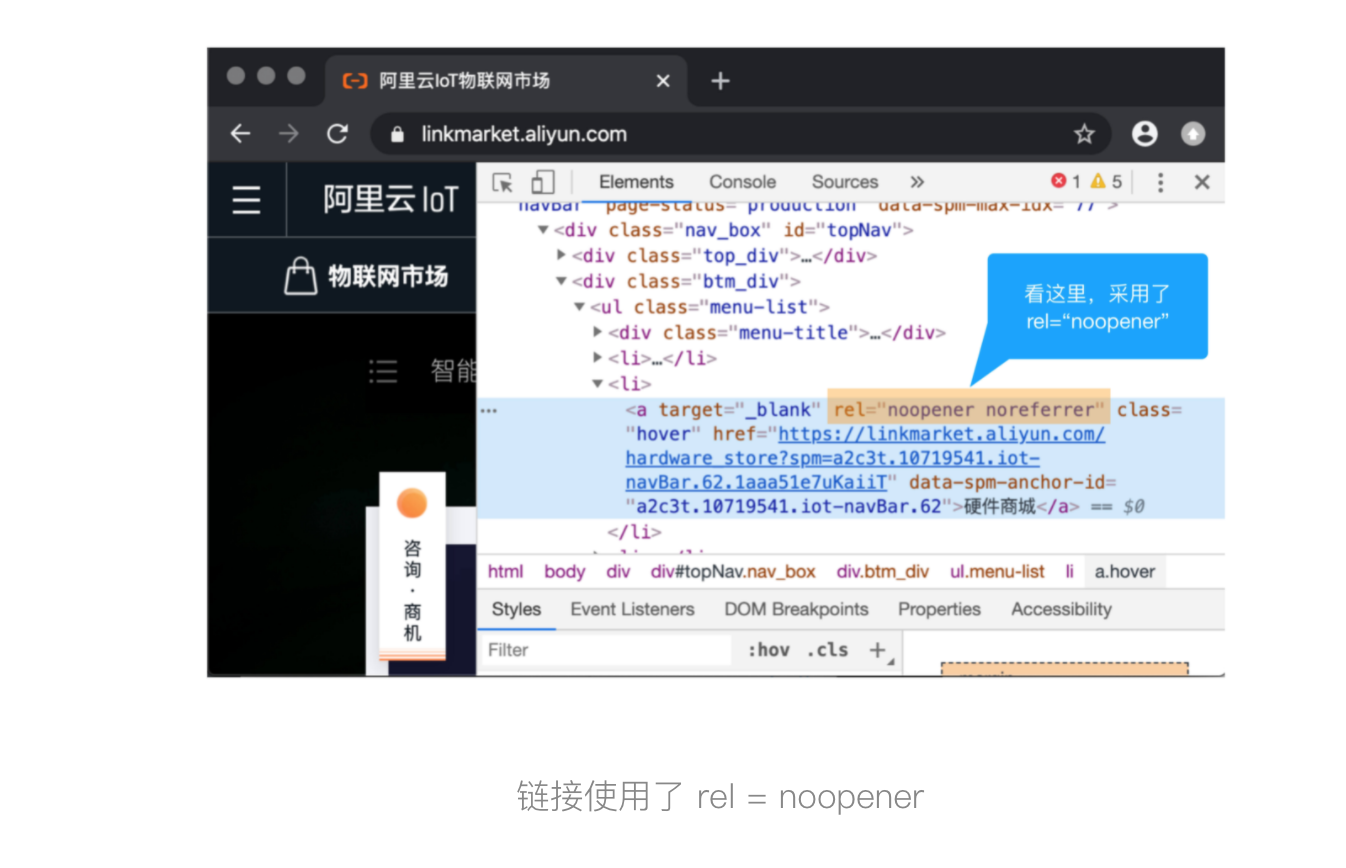 阿里云IoT物联网市场
linkmarket.aliyun.com
阿里云 IoT
物联网市场
智能
咨询·商机
Elements Console Sources » 1 5
navBar" page-status="production" data-spm-max-idx="77">
<div class="nav_box" id="topNav">
<div class="top_div">…</div>
<div class="btm_div">
<ul class="menu-list">
<div class="menu-title">…</div>
<li>…</li>
<li>
<a target="_blank" rel="noopener noreferrer" class=
"hover" href="https://linkmarket.aliyun.com/
hardware_store?spm=a2c3t.10719541.iot-
navBar.62.1aaa51e7uKaiiT" data-spm-anchor-id=
"a2c3t.10719541.iot-navBar.62">硬件商城</a> == $0
</li>
看这里，采用了
rel=“noopener”
html body div div#topNav.nav_box div.btm_div ul.menu-list li a.hover
Styles Event Listeners DOM Breakpoints Properties Accessibility
Filter :hov .cls +
链接使用了 rel = noopener